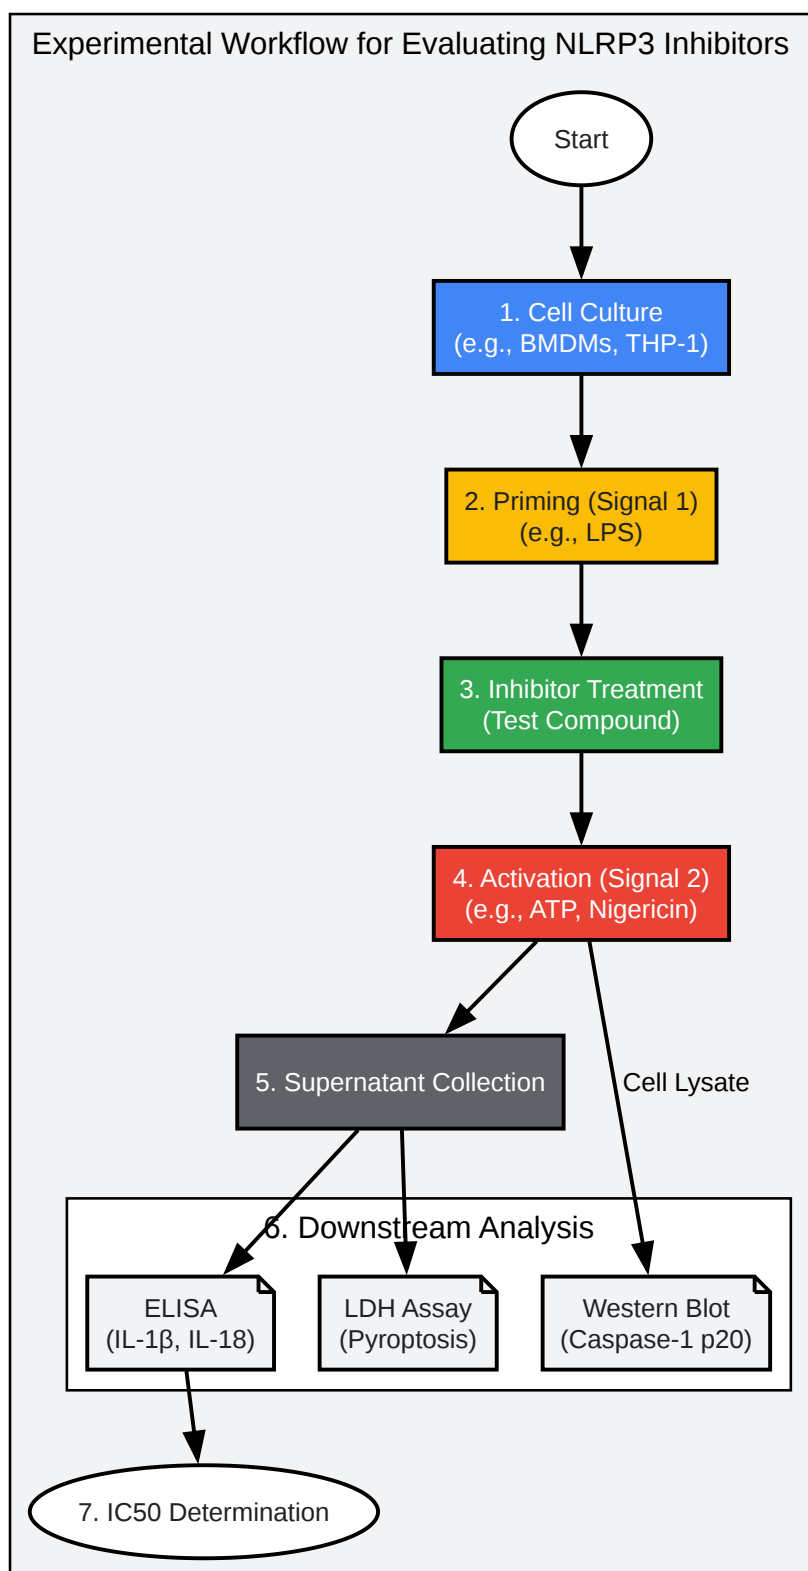 Experimental Workflow for Evaluating NLRP3 Inhibitors
Start
1. Cell Culture
(e.g., BMDMs, THP-1)
2. Priming (Signal 1)
(e.g., LPS)
3. Inhibitor Treatment
(Test Compound)
4. Activation (Signal 2)
(e.g., ATP, Nigericin)
5. Supernatant Collection
Cell Lysate
6. Downstream Analysis
ELISA
(IL-1β, IL-18)
LDH Assay
(Pyroptosis)
Western Blot
(Caspase-1 p20)
7. IC50 Determination